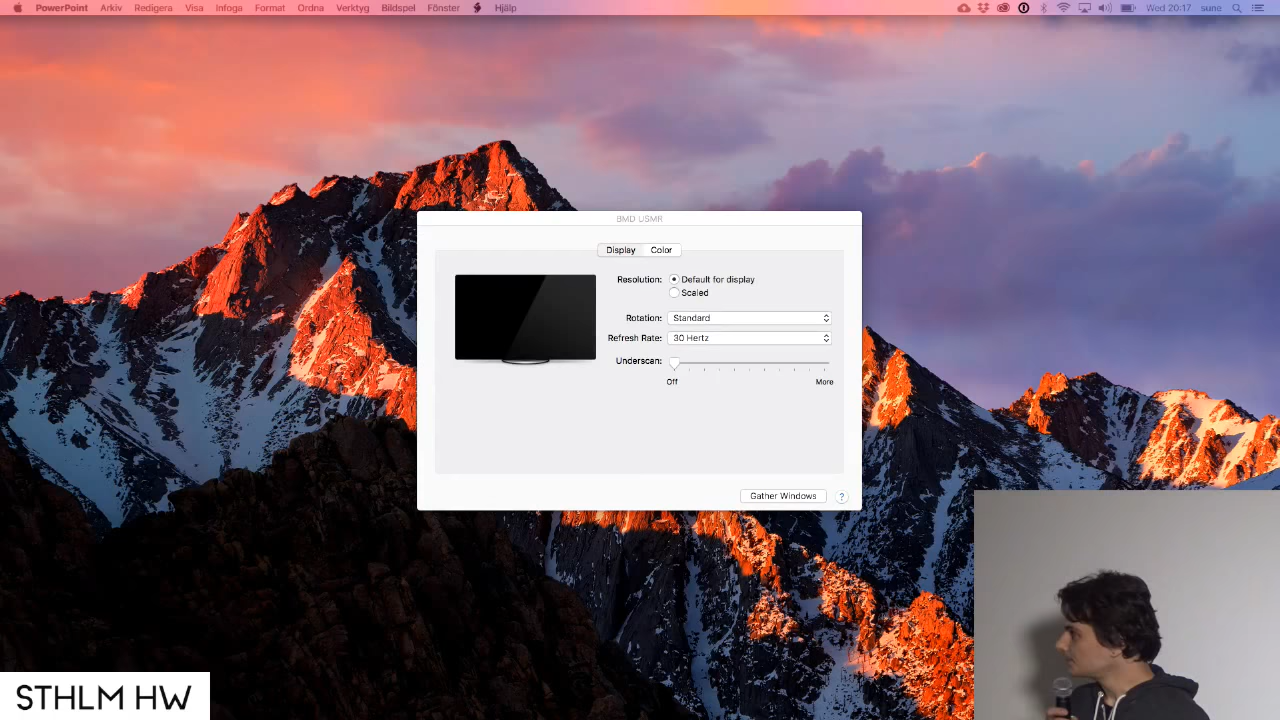 PowerPoint Arkiv Redigera Visa Infoga Format Ordna Verktyg Bildspel Fönster Hjälp Wed 20:17 sune
BMD USMR
Display Color
Resolution: Default for display
Scaled
Rotation: Standard
Refresh Rate: 30 Hertz
Underscan:
Off More
Gather Windows ?
STHLM HW